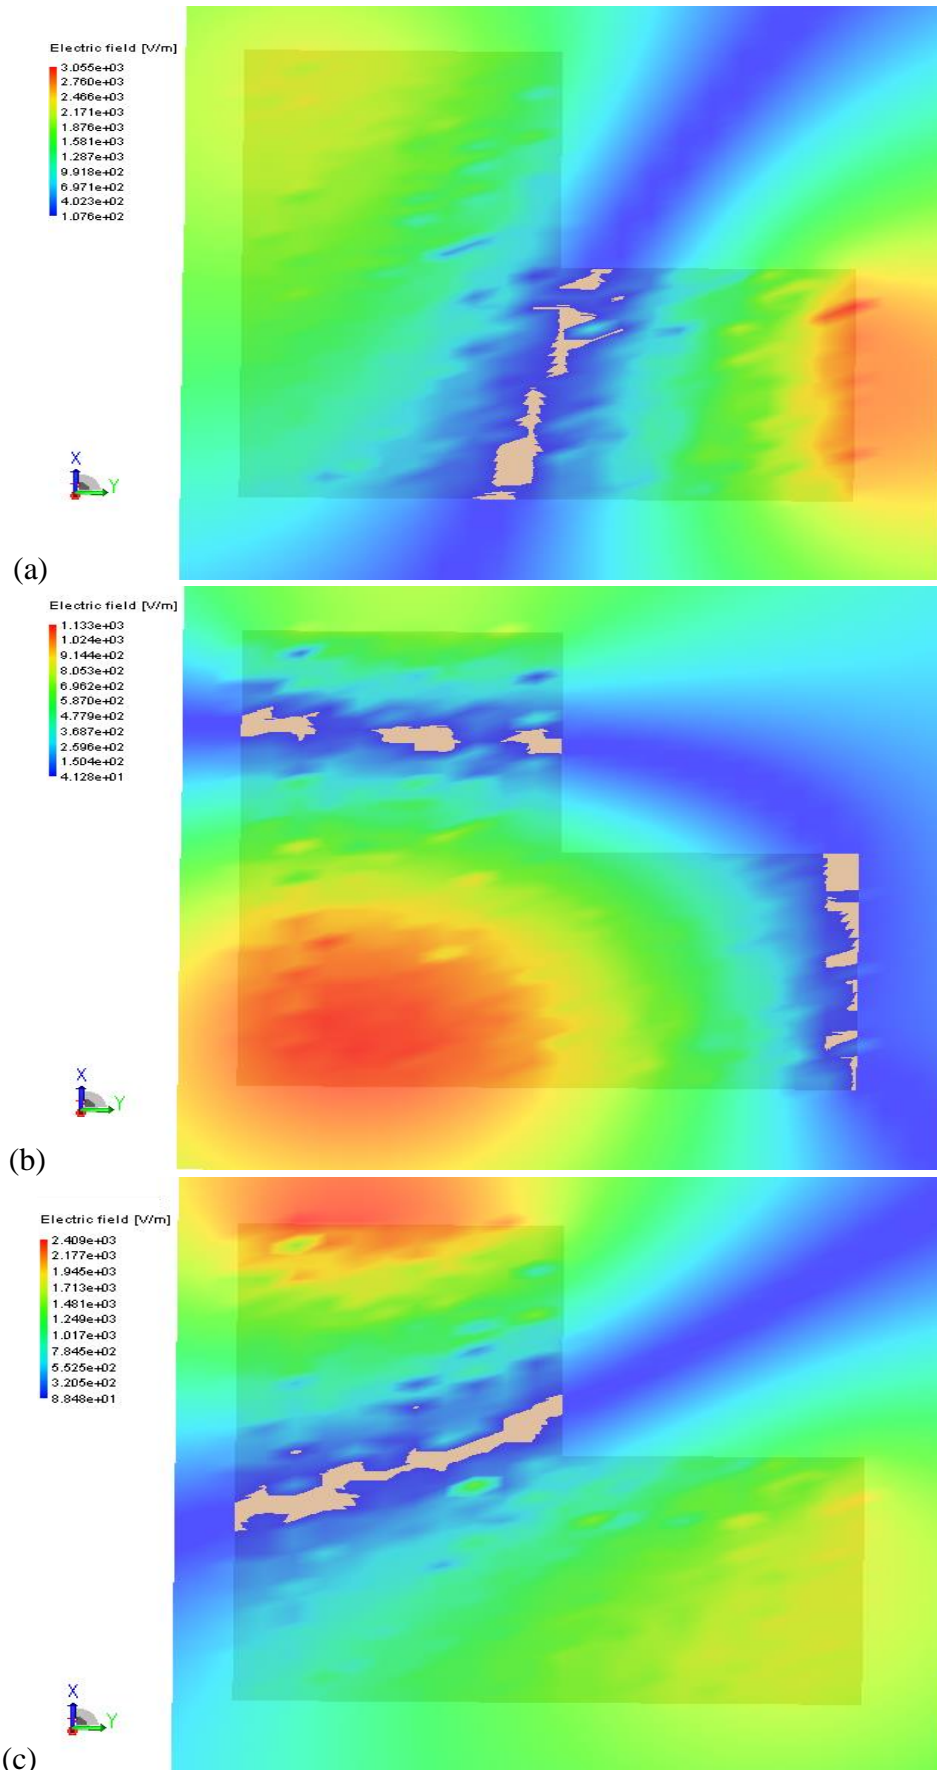 Electric field [V/m]
3.055e+03
2.760e+03
2.466e+03
2.171e+03
1.876e+03
1.581e+03
1.287e+03
9.918e+02
6.971e+02
4.023e+02
1.076e+02
X
Y
(a)
Electric field [V/m]
1.133e+03
1.024e+03
9.144e+02
8.053e+02
6.962e+02
5.870e+02
4.779e+02
3.687e+02
2.596e+02
1.504e+02
4.128e+01
X
Y
(b)
Electric field [V/m]
2.409e+03
2.177e+03
1.945e+03
1.713e+03
1.481e+03
1.249e+03
1.017e+03
7.845e+02
5.525e+02
3.205e+02
8.848e+01
X
Y
(c)